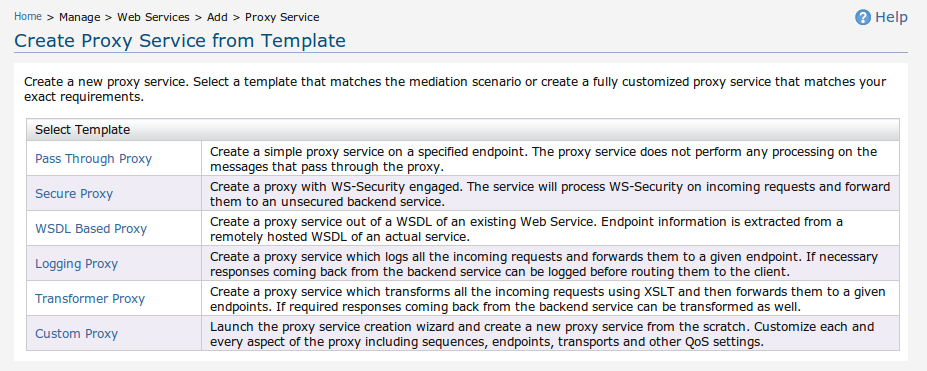 Home > Manage > Web Services > Add > Proxy Service
Help
Create Proxy Service from Template
Create a new proxy service. Select a template that matches the mediation scenario or create a fully customized proxy service that matches your
exact requirements.
Select Template
Pass Through Proxy
Create a simple proxy service on a specified endpoint. The proxy service does not perform any processing on the
messages that pass through the proxy.
Secure Proxy
Create a proxy with WS-Security engaged. The service will process WS-Security on incoming requests and forward
them to an unsecured backend service.
WSDL Based Proxy
Create a proxy service out of a WSDL of an existing Web Service. Endpoint information is extracted from a
remotely hosted WSDL of an actual service.
Logging Proxy
Create a proxy service which logs all the incoming requests and forwards them to a given endpoint. If necessary
responses coming back from the backend service can be logged before routing them to the client.
Transformer Proxy
Create a proxy service which transforms all the incoming requests using XSLT and then forwards them to a given
endpoints. If required responses coming back from the backend service can be transformed as well.
Custom Proxy
Launch the proxy service creation wizard and create a new proxy service from the scratch. Customize each and
every aspect of the proxy including sequences, endpoints, transports and other QoS settings.